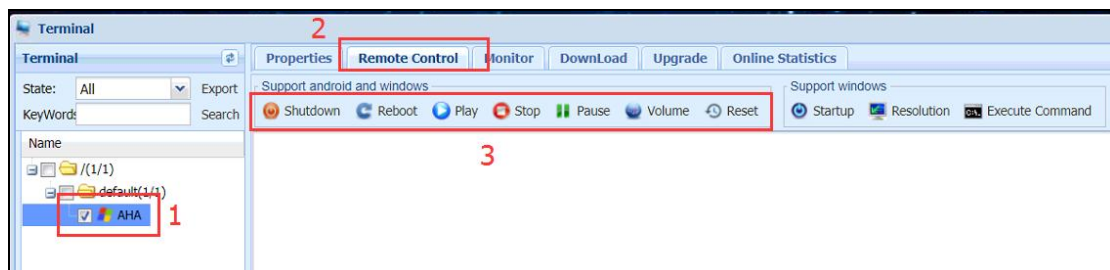 Terminal
2
Terminal
Properties Remote Control Monitor DownLoad Upgrade Online Statistics
State: All Export
Support android and windows Support windows
KeyWords Search
Shutdown Reboot Play Stop Pause Volume Reset Startup Resolution Execute Command
Name
3
/(1/1)
default(1/1)
AHA 1